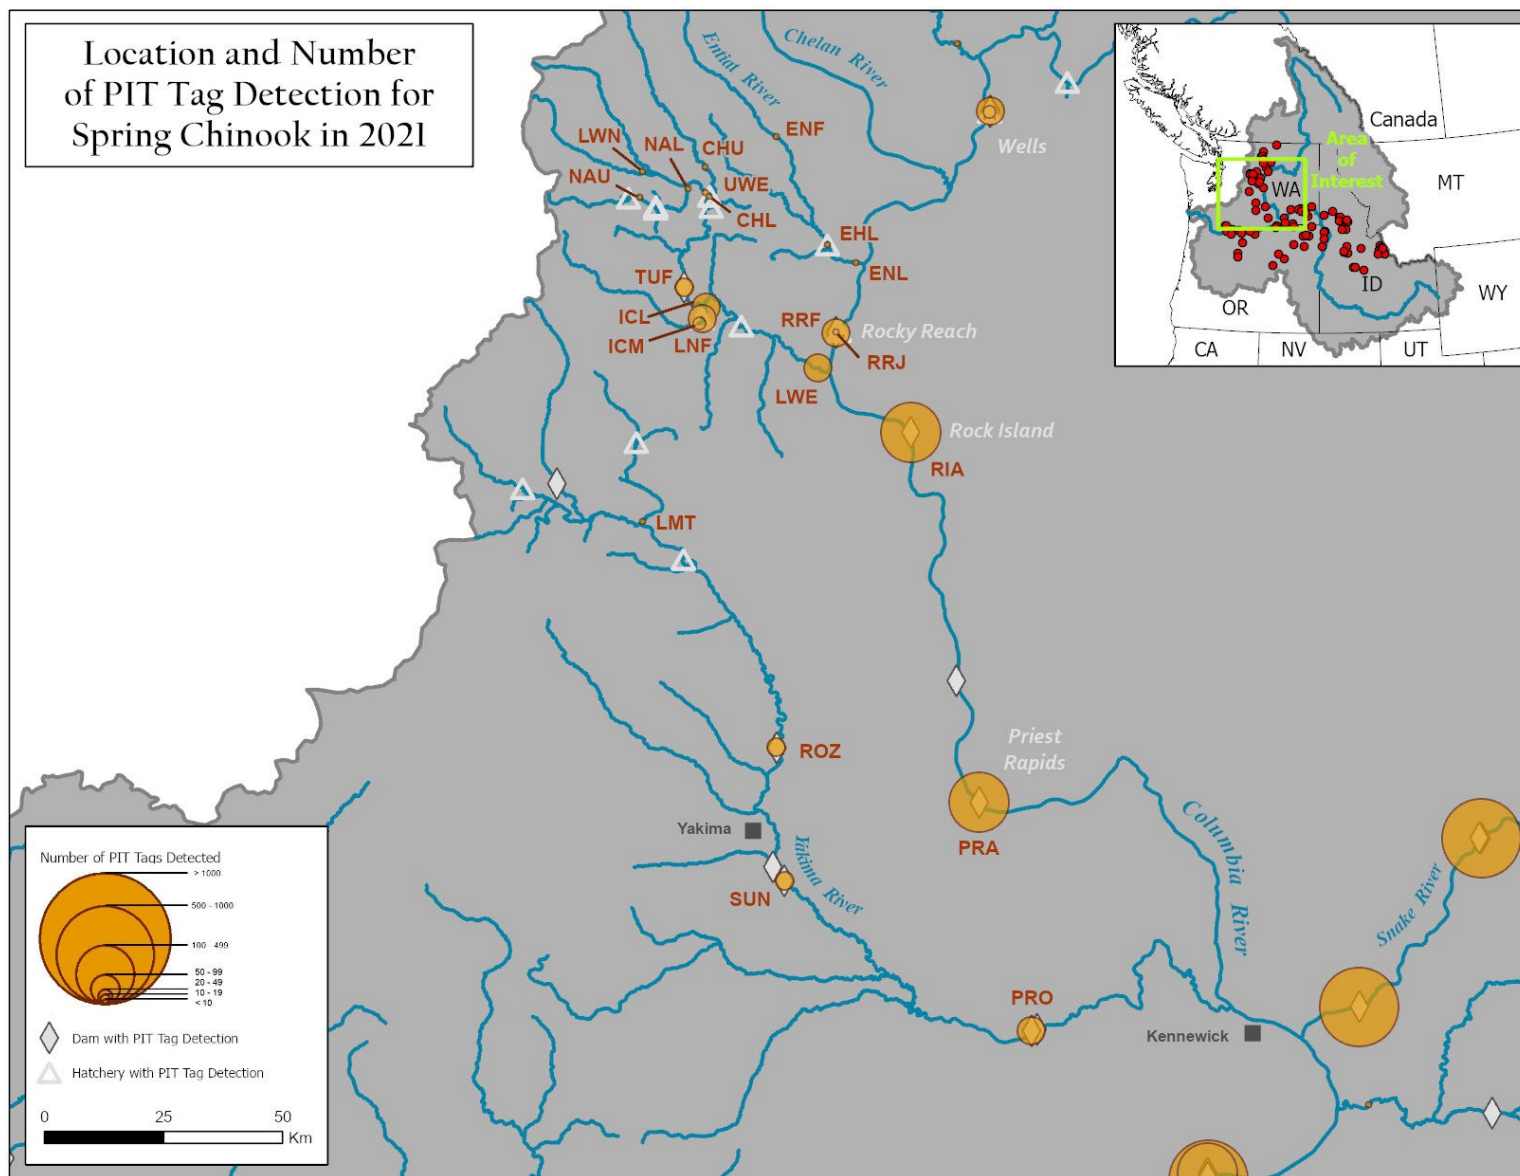 Location and Number
of PIT Tag Detection for
Spring Chinook in 2021
Entiat River
Chelan River
Wells
LWN
NAL
CHU
ENF
NAU
UWE
CHL
EHL
ENL
TUF
ICL
ICM
LNF
RRF
Rocky Reach
RRJ
LWE
Rock Island
RIA
LMT
ROZ
Priest
Rapids
PRA
Yakima
Yakima River
SUN
Columbia River
Snake River
PRO
Kennewick
Canada
Area
of
Interest
WA
MT
OR
ID
WY
CA
NV
UT
Number of PIT Tags Detected
> 1000
500 - 1000
100 - 499
50 - 99
20 - 49
10 - 19
< 10
Dam with PIT Tag Detection
Hatchery with PIT Tag Detection
0 25 50
Km